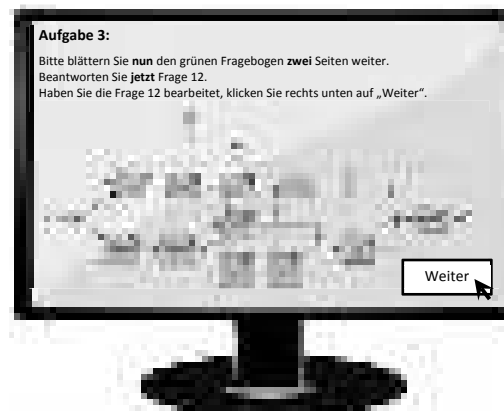 Aufgabe 3:
Bitte blättern Sie nun den grünen Fragebogen zwei Seiten weiter.
Beantworten Sie jetzt Frage 12.
Haben Sie die Frage 12 bearbeitet, klicken Sie rechts unten auf „Weiter“.
Weiter